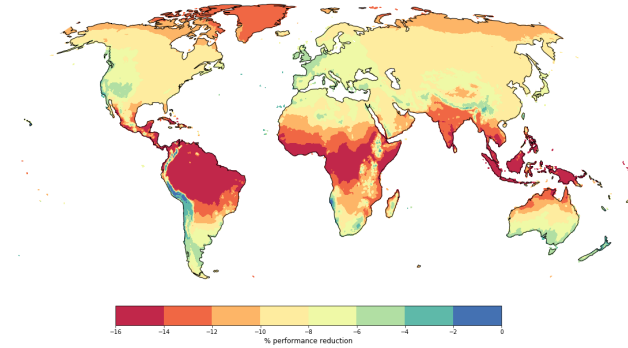 −16 −14 −12 −10 −8 −6 −4 −2 0
% performance reduction